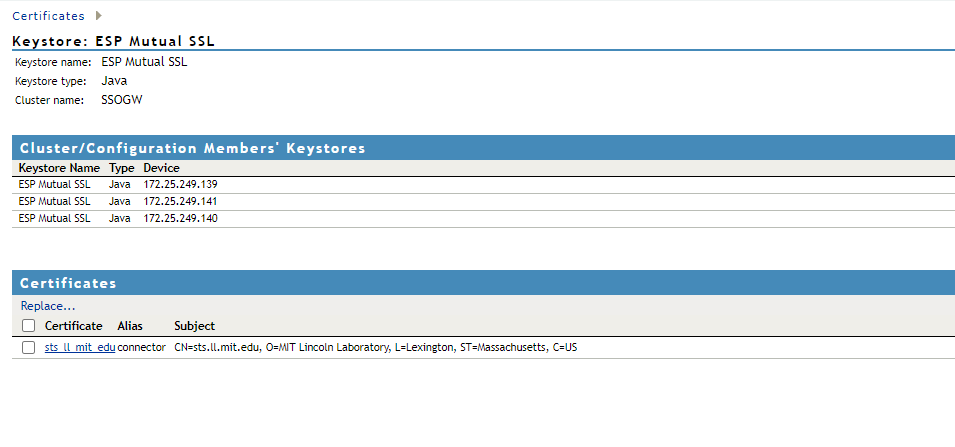 Certificates
Keystore: ESP Mutual SSL
Keystore name: ESP Mutual SSL
Keystore type: Java
Cluster name: SSOGW
Cluster/Configuration Members' Keystores
Keystore Name Type Device
ESP Mutual SSL Java 172.25.249.139
ESP Mutual SSL Java 172.25.249.141
ESP Mutual SSL Java 172.25.249.140
Certificates
Replace...
Certificate Alias Subject
sts_ll_mit_edu connector CN=sts.ll.mit.edu, O=MIT Lincoln Laboratory, L=Lexington, ST=Massachusetts, C=US